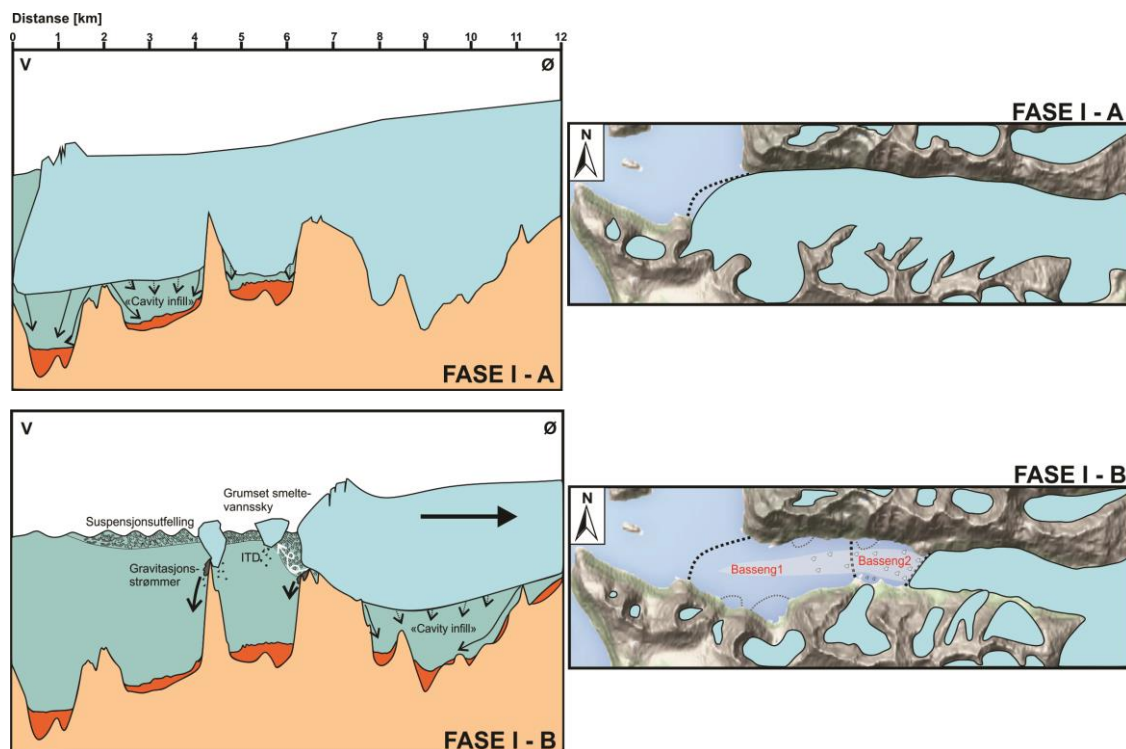 Distanse [km]
0 1 2 3 4 5 6 7 8 9 10 11 12
V Ø
«Cavity infill»
FASE I - A
FASE I - A
N
V Ø
Grumset smelte-
vannssky
Suspensjonsutfelling
ITD
Gravitasjons-
strømmer
«Cavity infill»
FASE I - B
FASE I - B
N
Basseng1
Basseng2